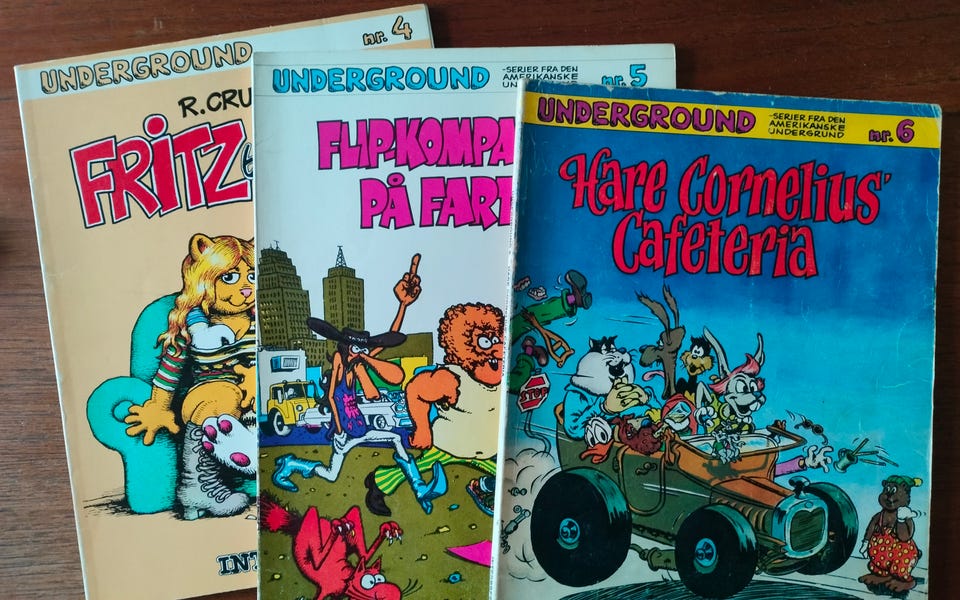 UNDERGROUND
nr. 4
R. CRU
FRITZ
UNDERGROUND
-SERIER FRA DEN
AMERIKANSKE
nr. 5
FLIP-KOMPA
PÅ FART
UNDERGROUND
-SERIER FRA DEN
AMERIKANSKE
UNDERGRUND
nr. 6
Hare Cornelius'
Cafeteria
STOP